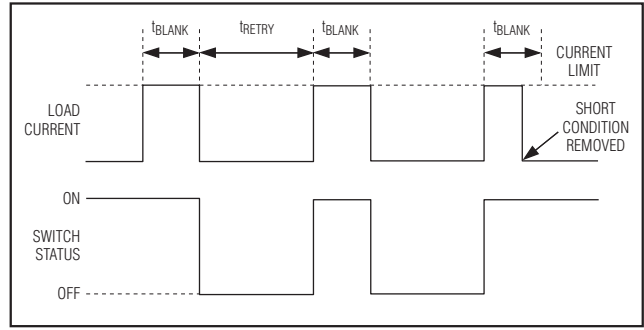 tBLANK
tRETRY
tBLANK
tBLANK
CURRENT
LIMIT
LOAD
CURRENT
SHORT
CONDITION
REMOVED
ON
SWITCH
STATUS
OFF